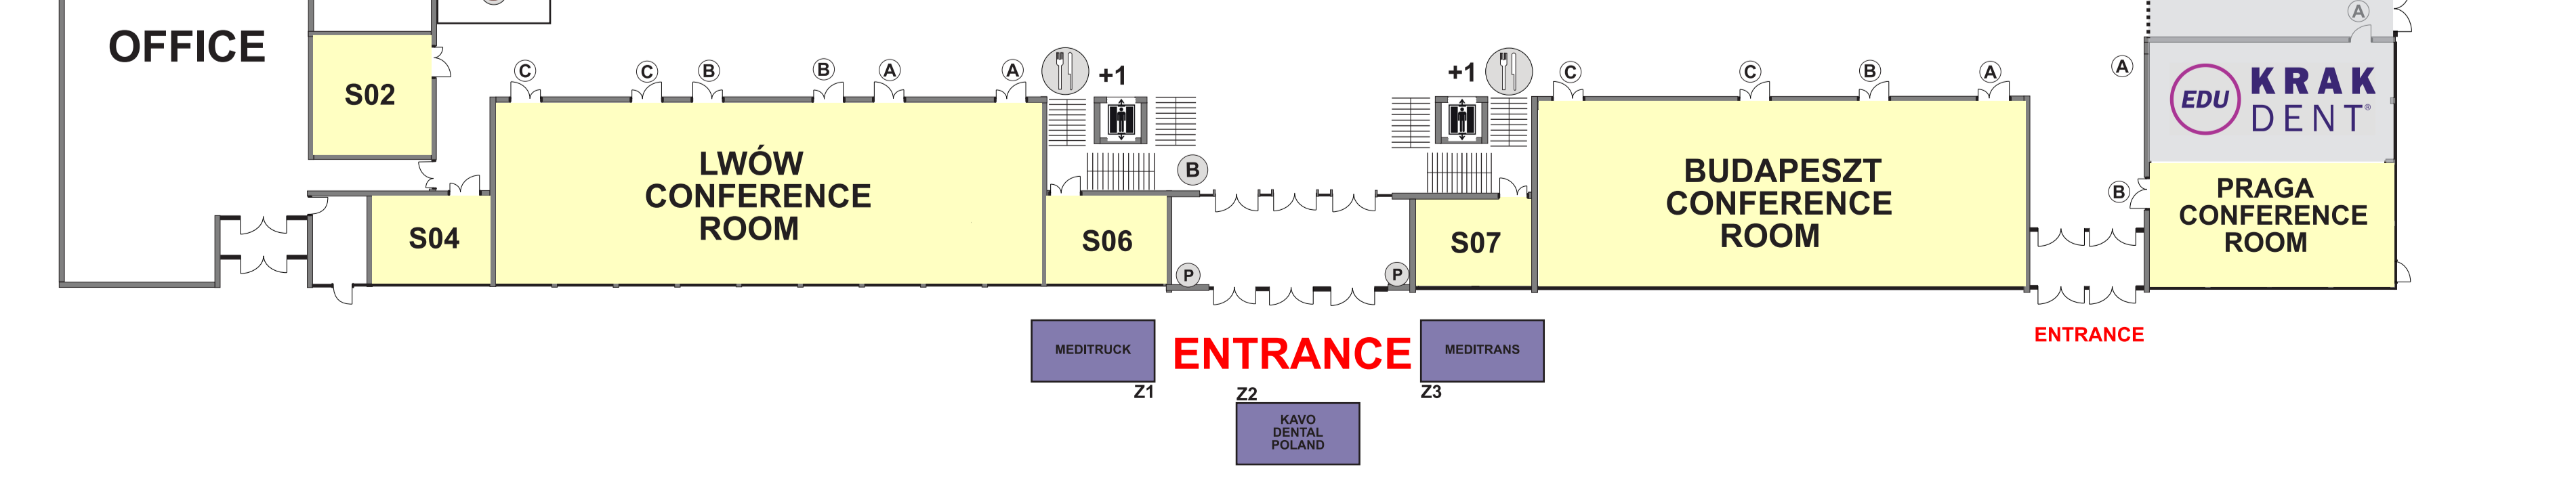 OFFICE
S02
C
C
B
B
A
A
+1
+1
C
C
B
A
A
A
EDU
KRAK
DENT®
LWÓW
CONFERENCE
ROOM
B
BUDAPESZT
CONFERENCE
ROOM
B
PRAGA
CONFERENCE
ROOM
S04
S06
P
P
S07
MEDITRUCK
Z1
ENTRANCE
MEDITRANS
Z3
ENTRANCE
Z2
KAVO
DENTAL
POLAND